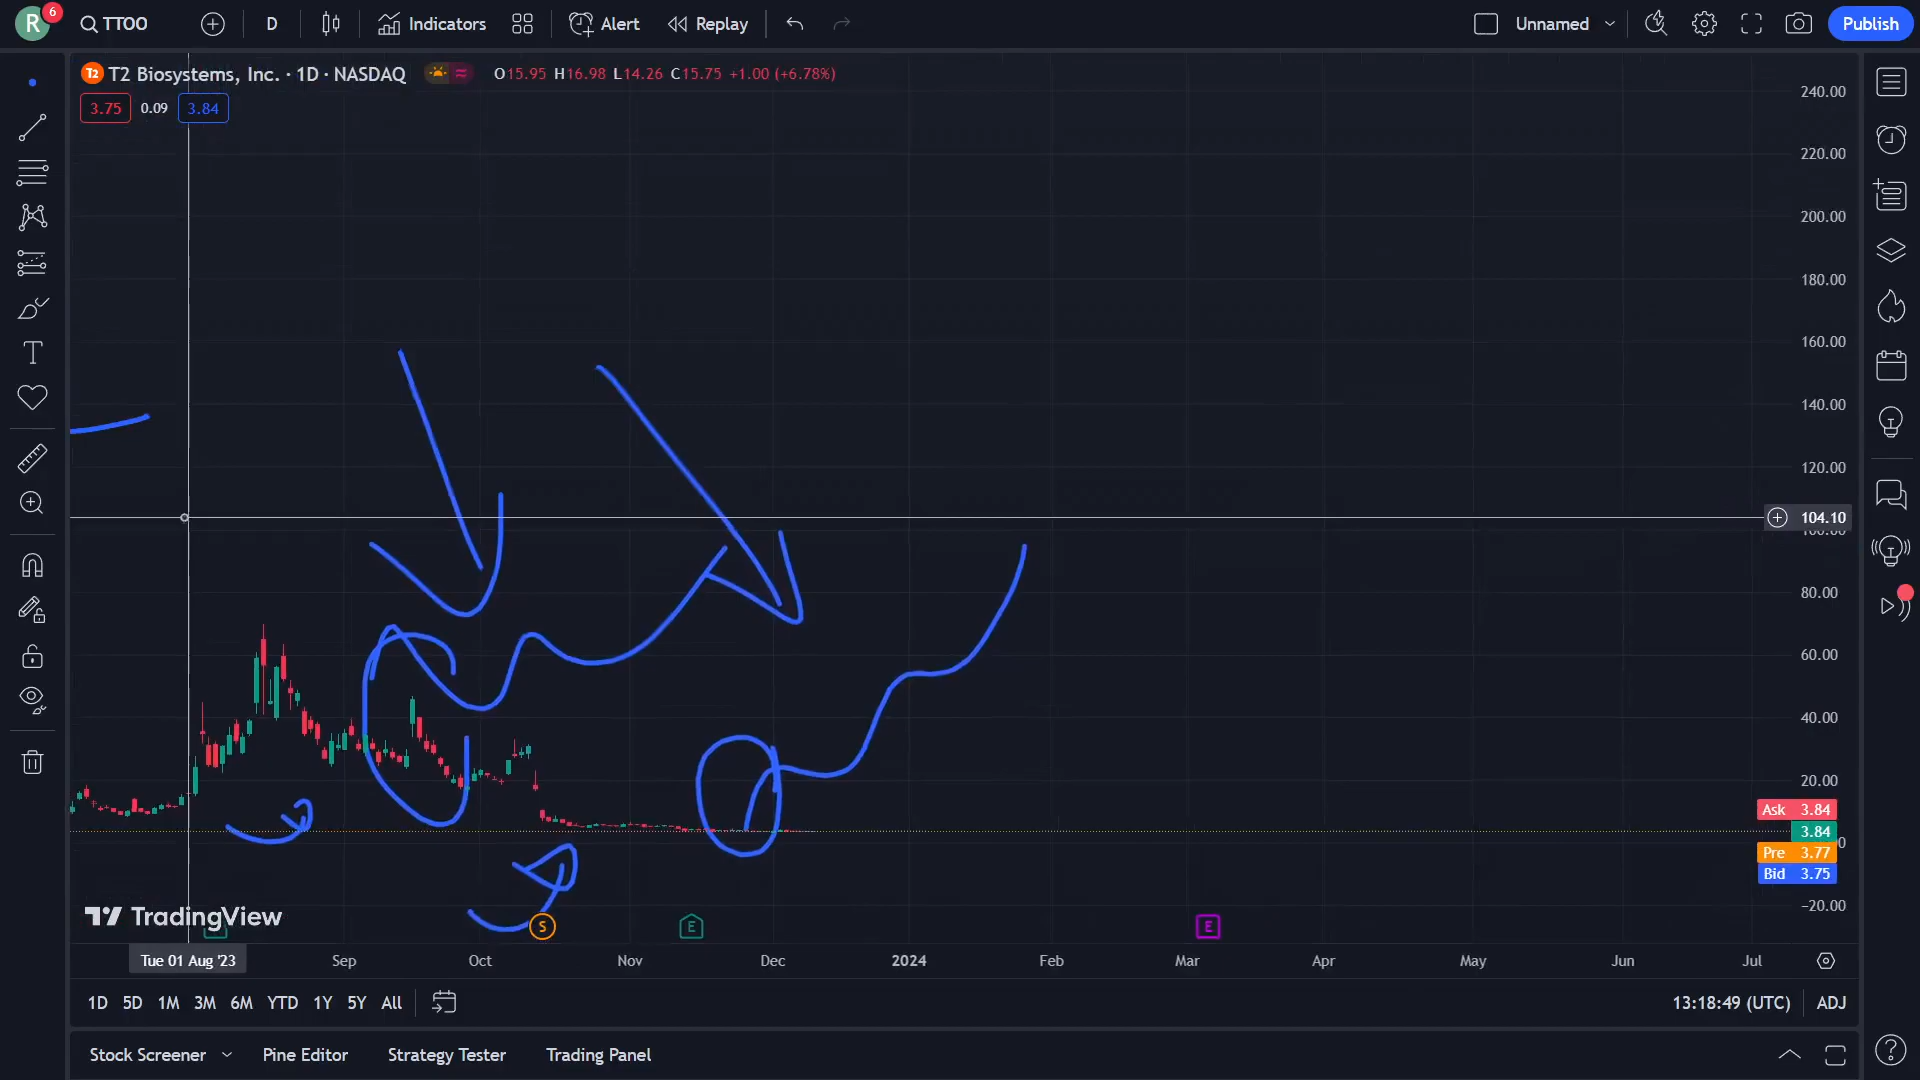 R 6 TTOO D Indicators Alert Replay Unnamed Publish
T2 T2 Biosystems, Inc. · 1D · NASDAQ O15.95 H16.98 L14.26 C15.75 +1.00 (+6.78%)
3.75 0.09 3.84
240.00
220.00
200.00
180.00
160.00
140.00
120.00
104.10
80.00
60.00
40.00
20.00
Ask 3.84
3.84
Pre 3.77
Bid 3.75
−20.00
TradingView
S E E
Tue 01 Aug '23 Sep Oct Nov Dec 2024 Feb Mar Apr May Jun Jul
1D 5D 1M 3M 6M YTD 1Y 5Y All 13:18:49 (UTC) ADJ
Stock Screener Pine Editor Strategy Tester Trading Panel